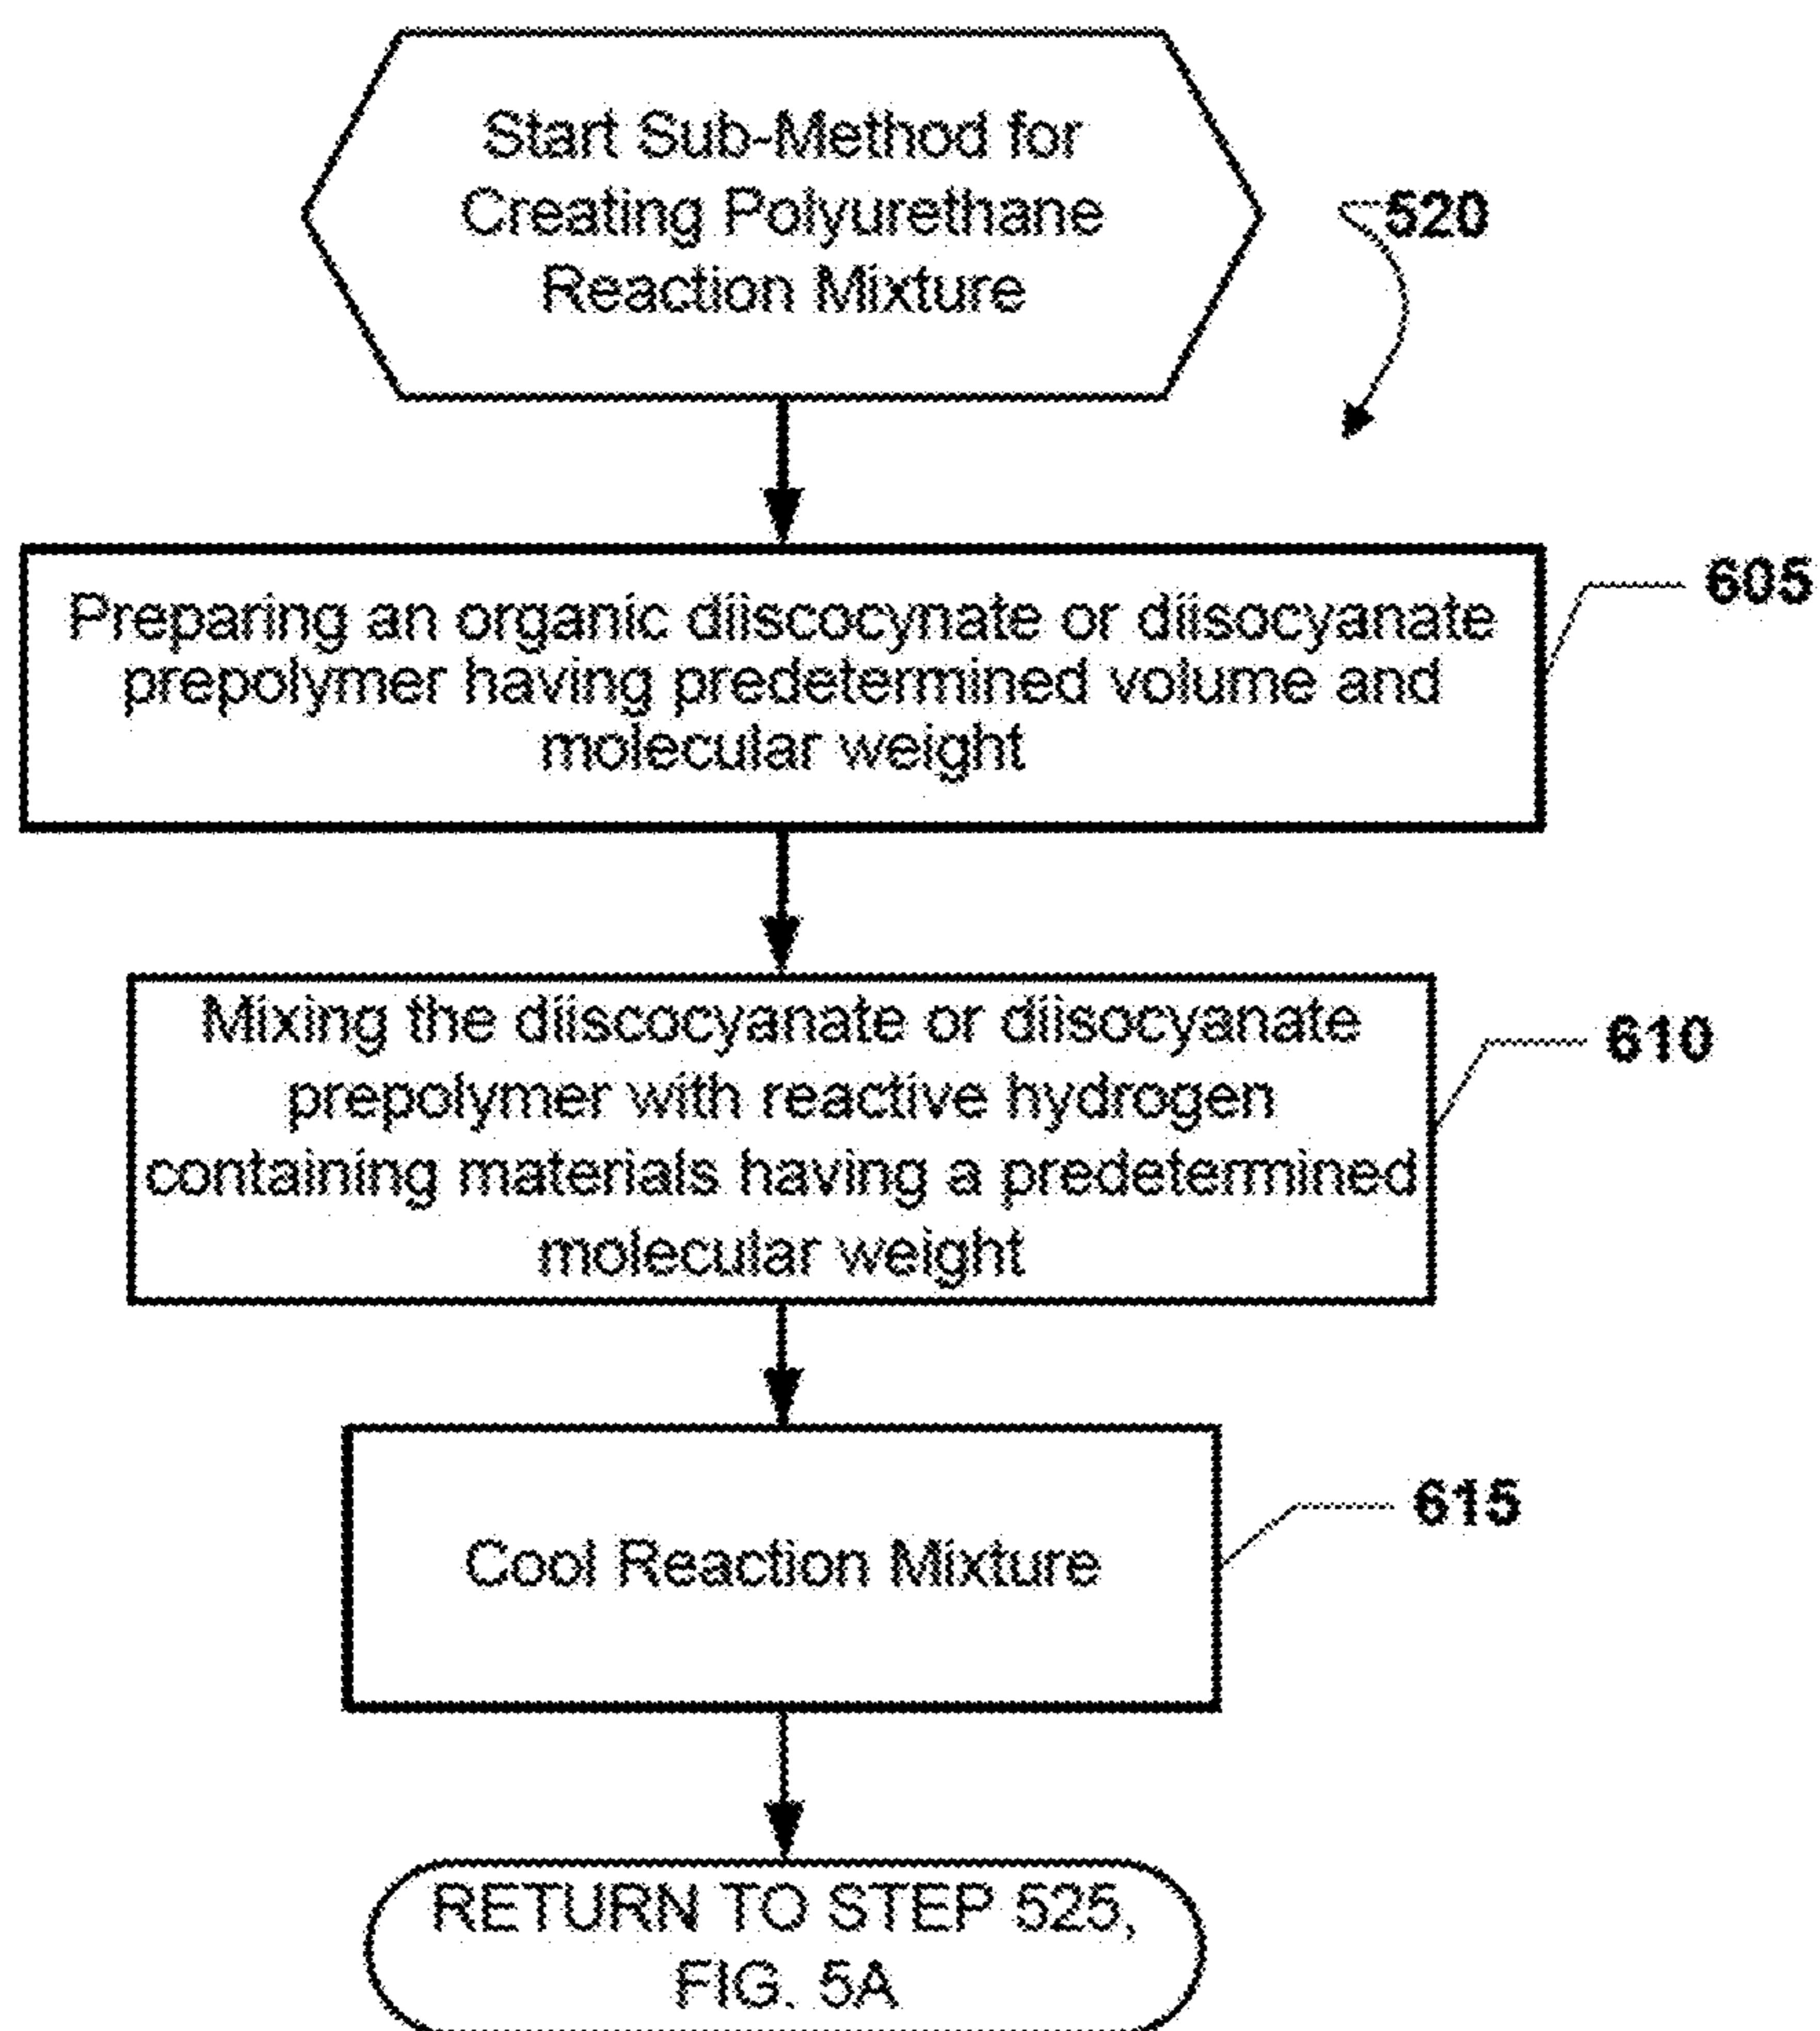 Start Sub-Method for
Creating Polyurethane
Reaction Mixture
520
Preparing an organic diiscocynate or diisocyanate
prepolymer having predetermined volume and
molecular weight
605
Mixing the diiscocyanate or diisocyanate
prepolymer with reactive hydrogen
containing materials having a predetermined
molecular weight
610
Cool Reaction Mixture
615
RETURN TO STEP 525,
FIG. 5A